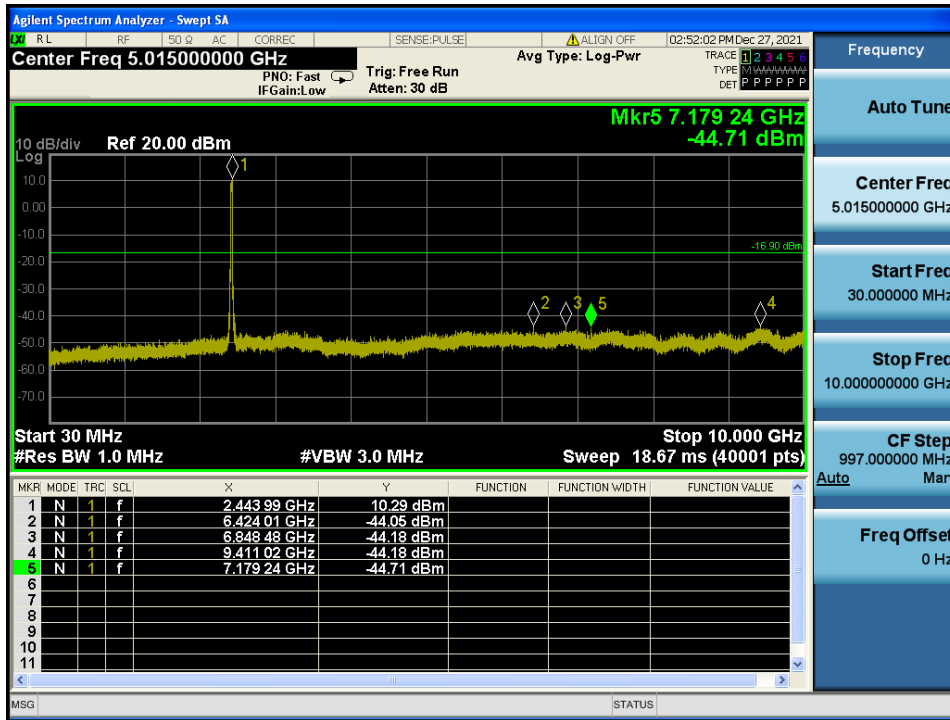 Agilent Spectrum Analyzer - Swept SA
LXI RL RF 50 Ω AC CORREC SENSE:PULSE ALIGN OFF 02:52:02 PM Dec 27, 2021
Center Freq 5.015000000 GHz
PNO: Fast
IFGain:Low
Trig: Free Run
Atten: 30 dB
Avg Type: Log-Pwr
TRACE 1 2 3 4 5 6
TYPE M
DET P P P P P P
Mkr5 7.179 24 GHz
-44.71 dBm
10 dB/div Ref 20.00 dBm
Log
10.0
0.00
-10.0
-20.0
-30.0
-40.0
-50.0
-60.0
-70.0
1
-16.90 dBm
2 3 5 4
Start 30 MHz Stop 10.000 GHz
#Res BW 1.0 MHz #VBW 3.0 MHz Sweep 18.67 ms (40001 pts)
MKR MODE TRC SCL X Y FUNCTION FUNCTION WIDTH FUNCTION VALUE
1 N 1 f 2.443 99 GHz 10.29 dBm
2 N 1 f 6.424 01 GHz -44.05 dBm
3 N 1 f 6.848 48 GHz -44.18 dBm
4 N 1 f 9.411 02 GHz -44.18 dBm
5 N 1 f 7.179 24 GHz -44.71 dBm
6
7
8
9
10
11
MSG STATUS
Frequency
Auto Tune
Center Freq
5.015000000 GHz
Start Freq
30.000000 MHz
Stop Freq
10.000000000 GHz
CF Step
997.000000 MHz
Auto Man
Freq Offset
0 Hz